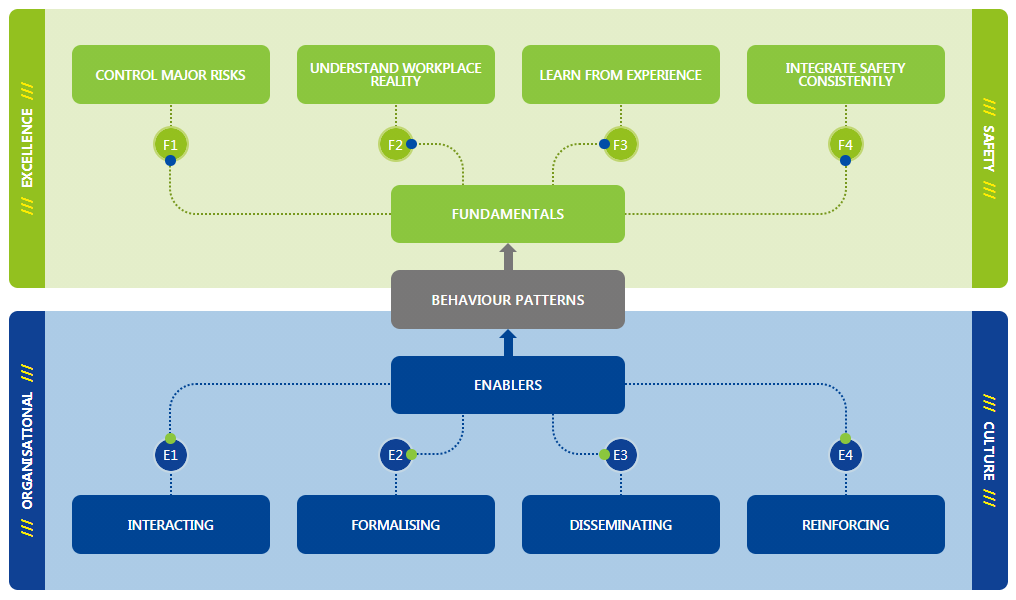 /// EXCELLENCE ///
CONTROL MAJOR RISKS
UNDERSTAND WORKPLACE
REALITY
LEARN FROM EXPERIENCE
INTEGRATE SAFETY
CONSISTENTLY
/// SAFETY ///
F1
F2
F3
F4
FUNDAMENTALS
BEHAVIOUR PATTERNS
/// ORGANISATIONAL ///
ENABLERS
/// CULTURE ///
E1
E2
E3
E4
INTERACTING
FORMALISING
DISSEMINATING
REINFORCING